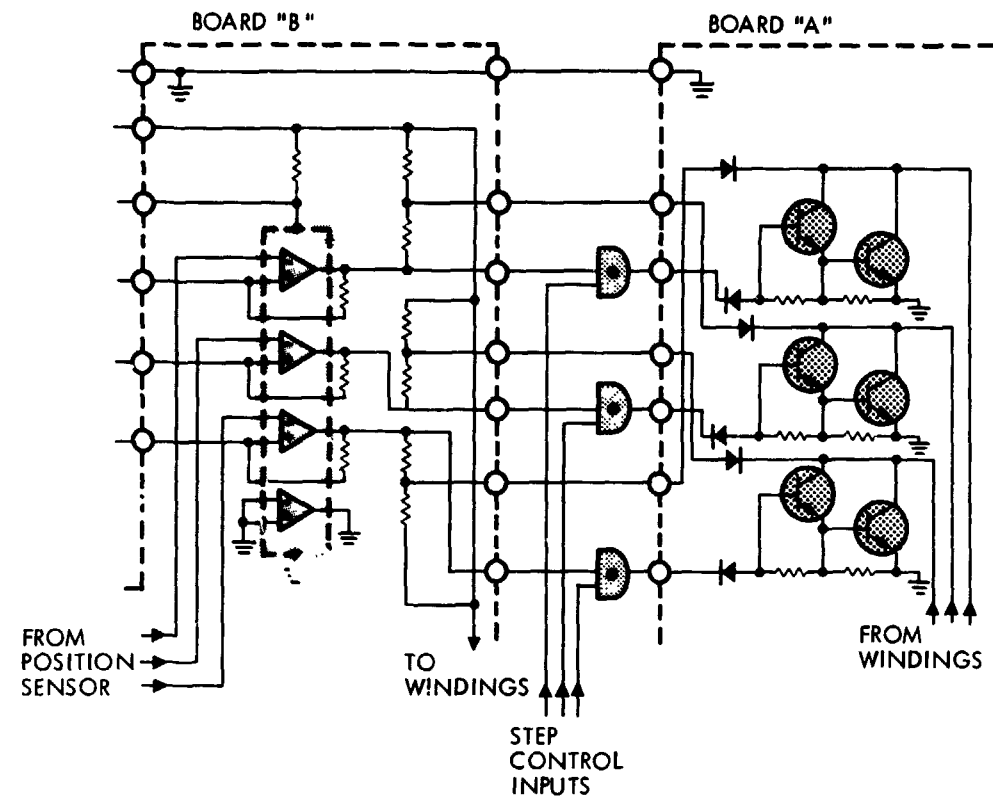 BOARD "B"
BOARD "A"
FROM
POSITION
SENSOR
TO
WINDINGS
STEP
CONTROL
INPUTS
FROM
WINDINGS